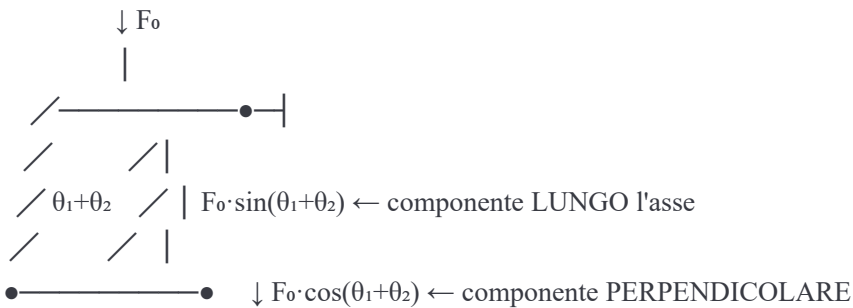 ↓ F₀
θ₁+θ₂
F₀·sin(θ₁+θ₂) ← componente LUNGO l'asse
↓ F₀·cos(θ₁+θ₂) ← componente PERPENDICOLARE